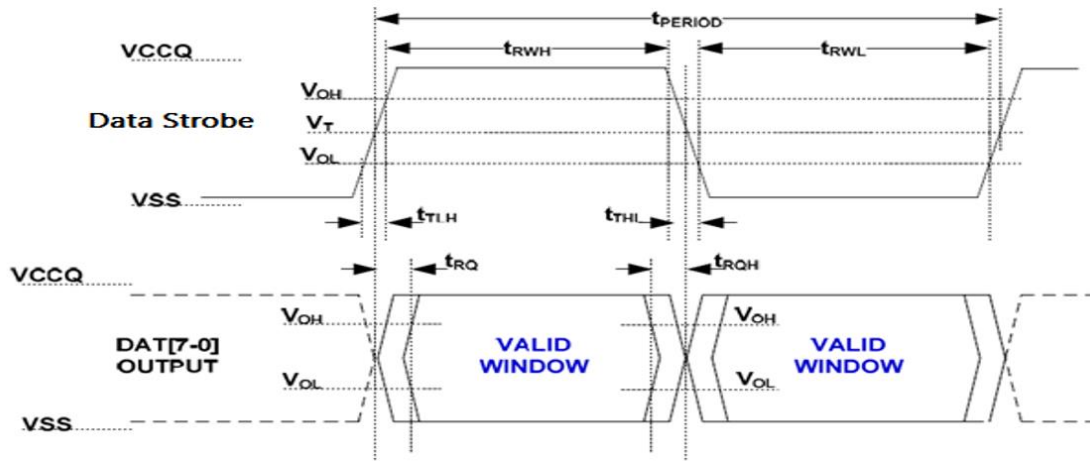 tPERIOD
VCCQ
tRWH
tRWL
VOH
Data Strobe
VT
VOL
VSS
tTLH
tTHL
VCCQ
tRQ
tRQH
VOH
VOH
DAT[7-0]
OUTPUT
VALID
WINDOW
VALID
WINDOW
VOL
VOL
VSS